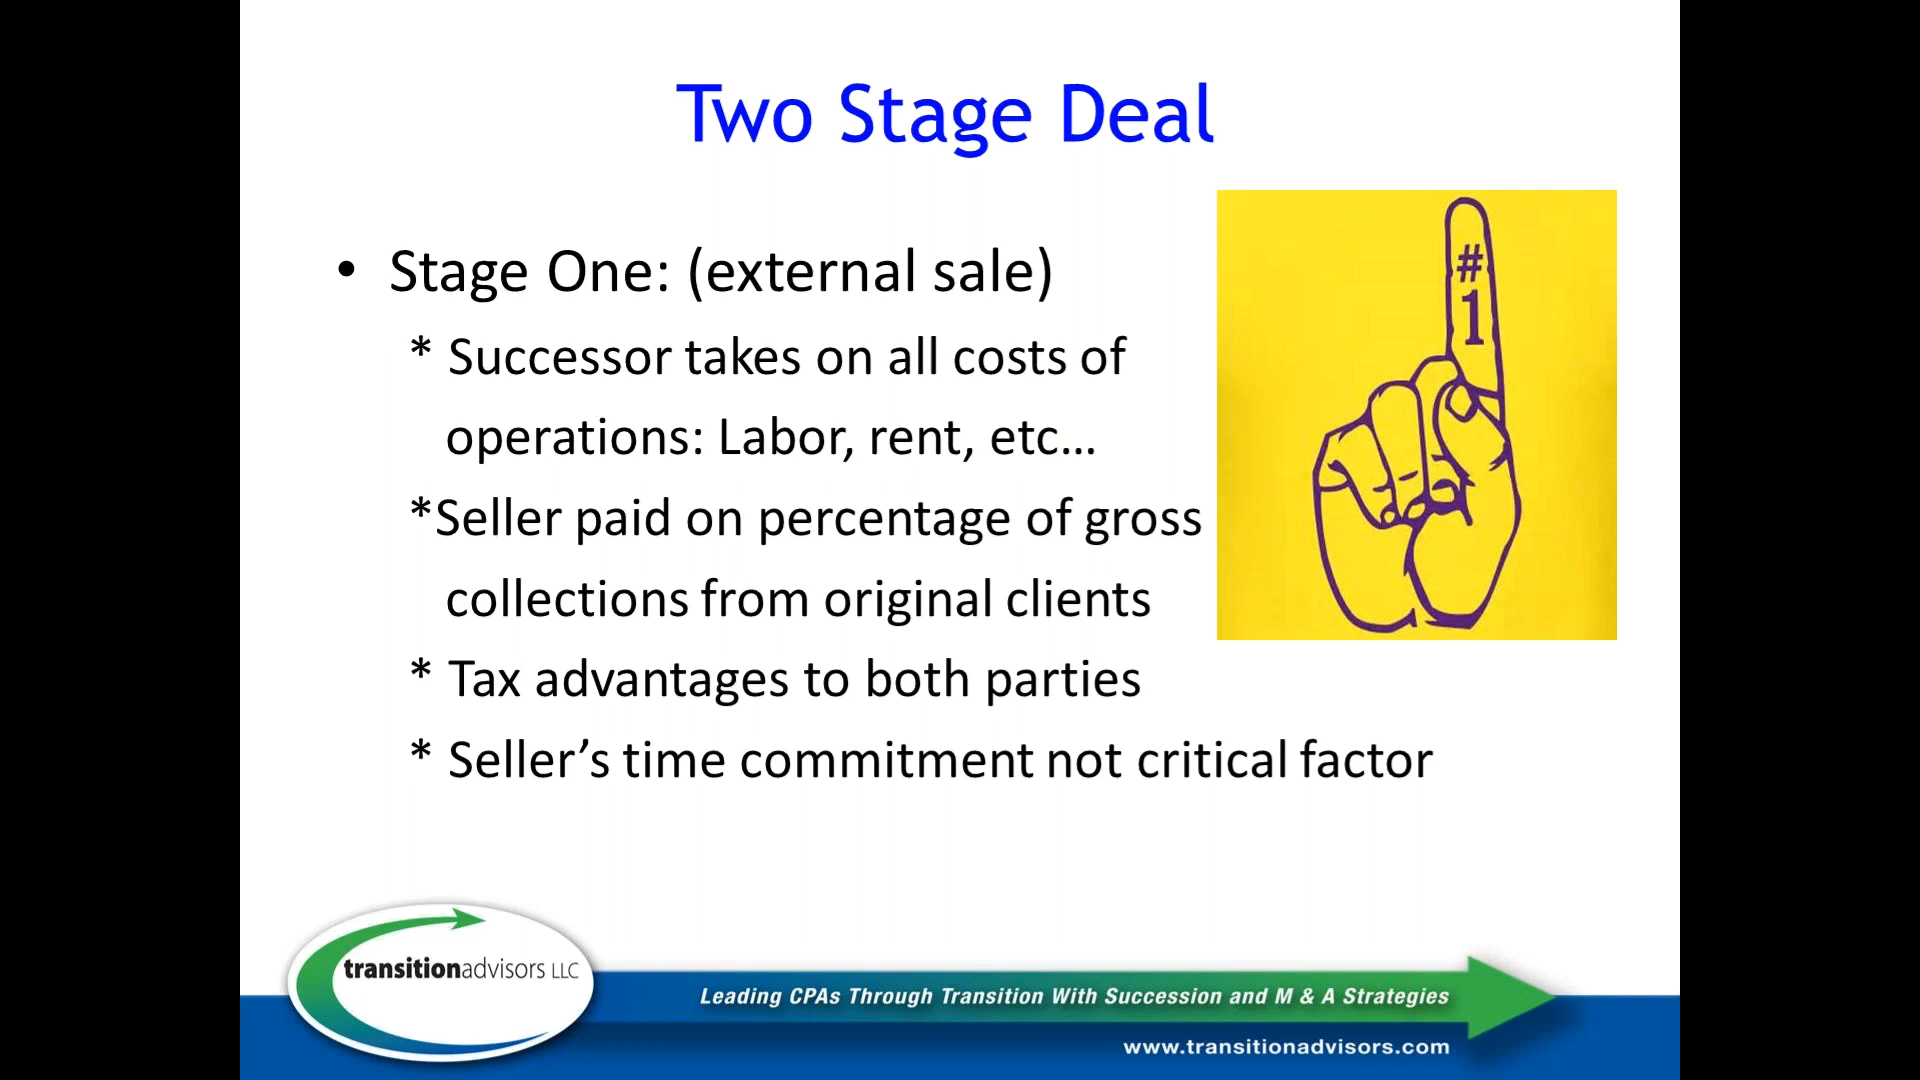 Two Stage Deal
• Stage One: (external sale)
* Successor takes on all costs of
operations: Labor, rent, etc…
*Seller paid on percentage of gross
collections from original clients
* Tax advantages to both parties
* Seller’s time commitment not critical factor
#
1
transitionadvisors LLC
Leading CPAs Through Transition With Succession and M & A Strategies
www.transitionadvisors.com